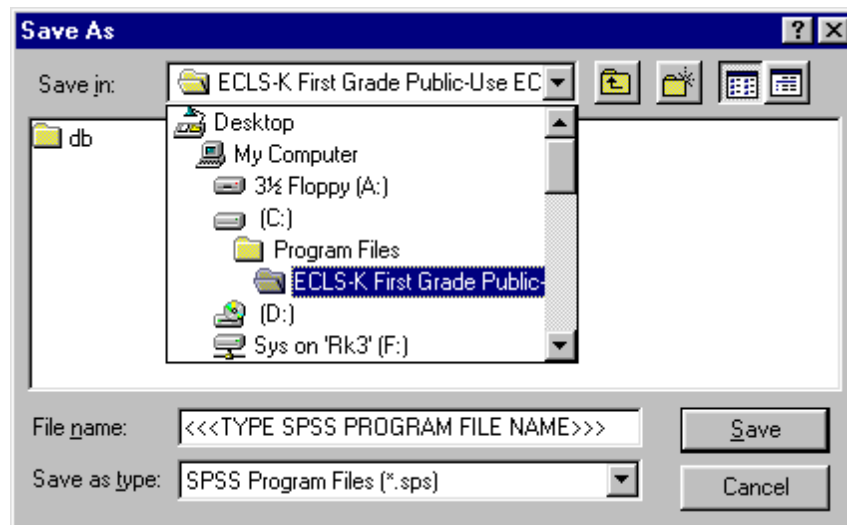 Save As
Save in: ECLS-K First Grade Public-Use EC
db
Desktop
My Computer
3½ Floppy (A:)
(C:)
Program Files
ECLS-K First Grade Public-
(D:)
Sys on 'Rk3' (F:)
File name: <<<TYPE SPSS PROGRAM FILE NAME>>> Save
Save as type: SPSS Program Files (*.sps) Cancel